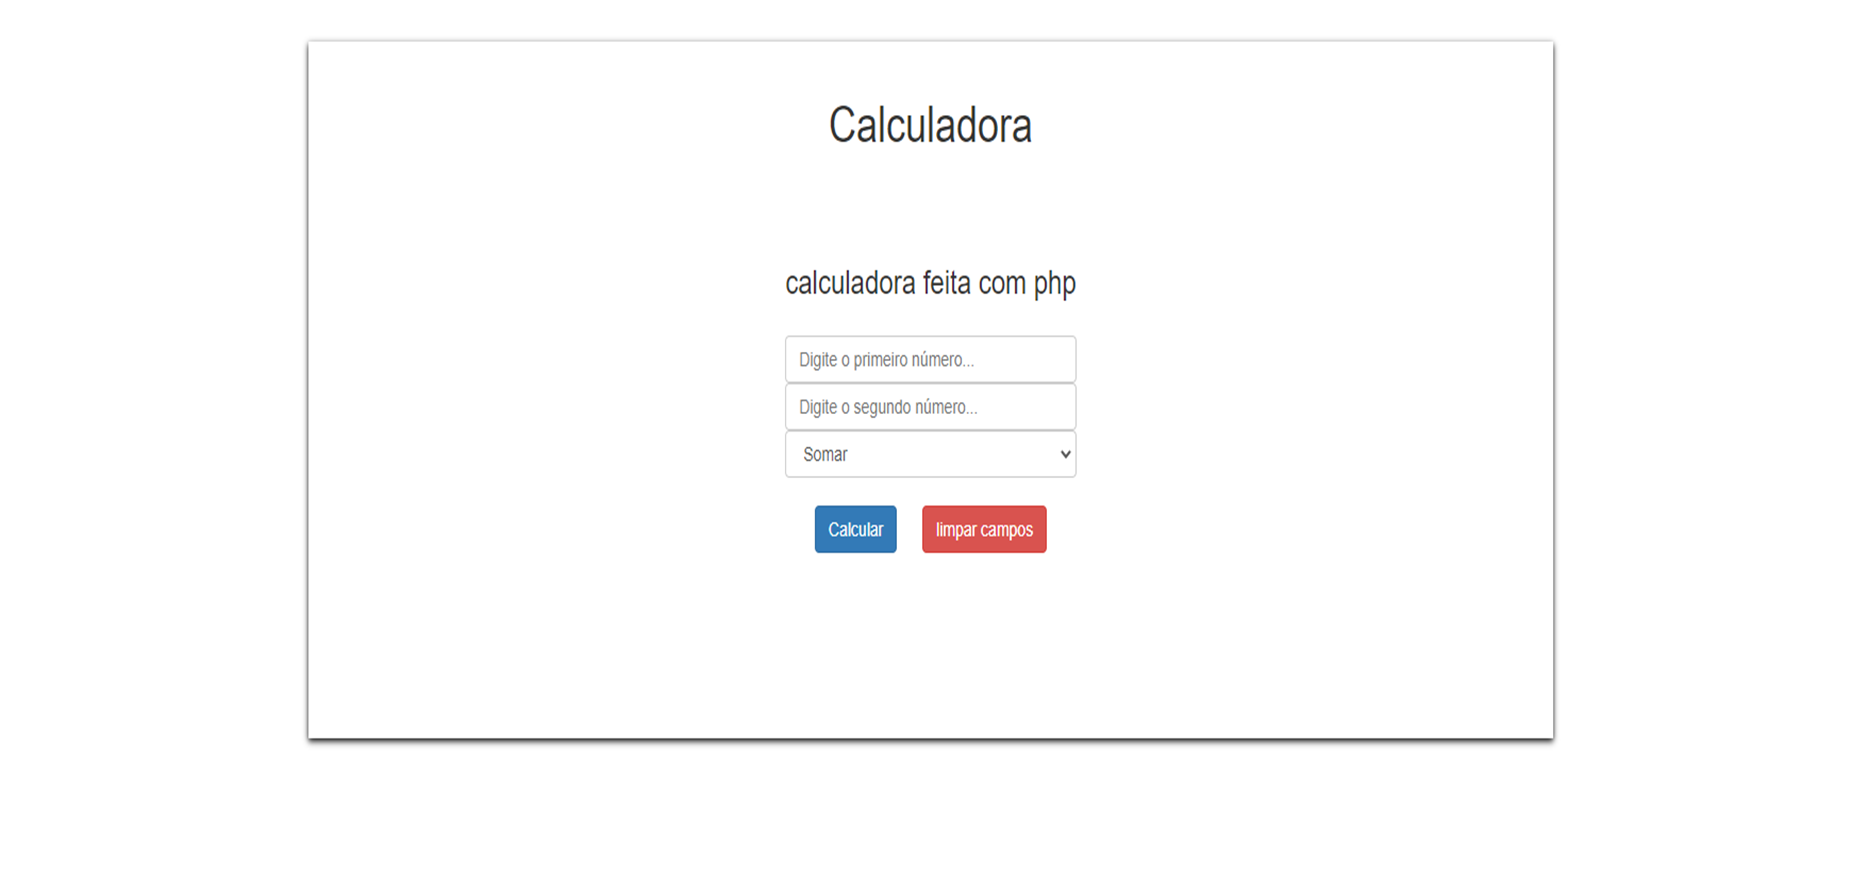 Calculadora
calculadora feita com php
Digite o primeiro número...
Digite o segundo número...
Somar
Calcular
limpar campos